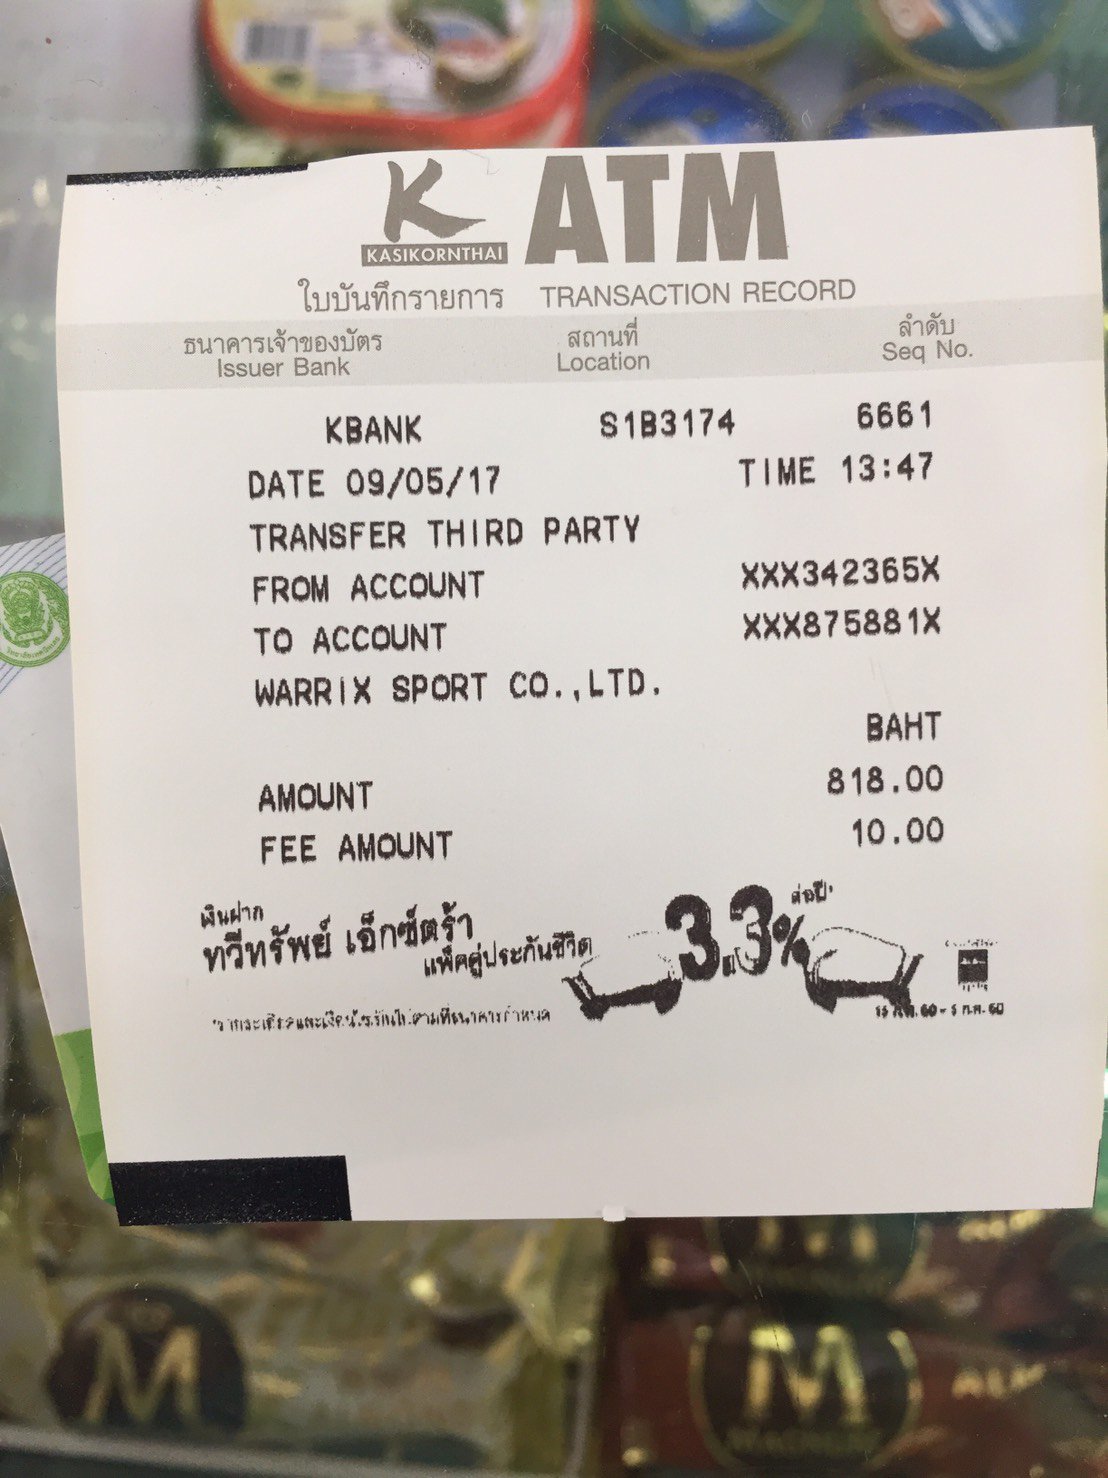 K ATM
KASIKORNTHAI
ใบบันทึกรายการ TRANSACTION RECORD
ธนาคารเจ้าของบัตร สถานที่ ลำดับ
Issuer Bank Location Seq No.
KBANK S1B3174 6661
DATE 09/05/17 TIME 13:47
TRANSFER THIRD PARTY
FROM ACCOUNT XXX342365X
TO ACCOUNT XXX875881X
WARRIX SPORT CO.,LTD.
BAHT
AMOUNT 818.00
FEE AMOUNT 10.00
เงินฝาก
ทวีทรัพย์ เอ็กซ์ตร้า 3.3% ต่อปี*
แพ็คคู่ประกันชีวิต
M
M